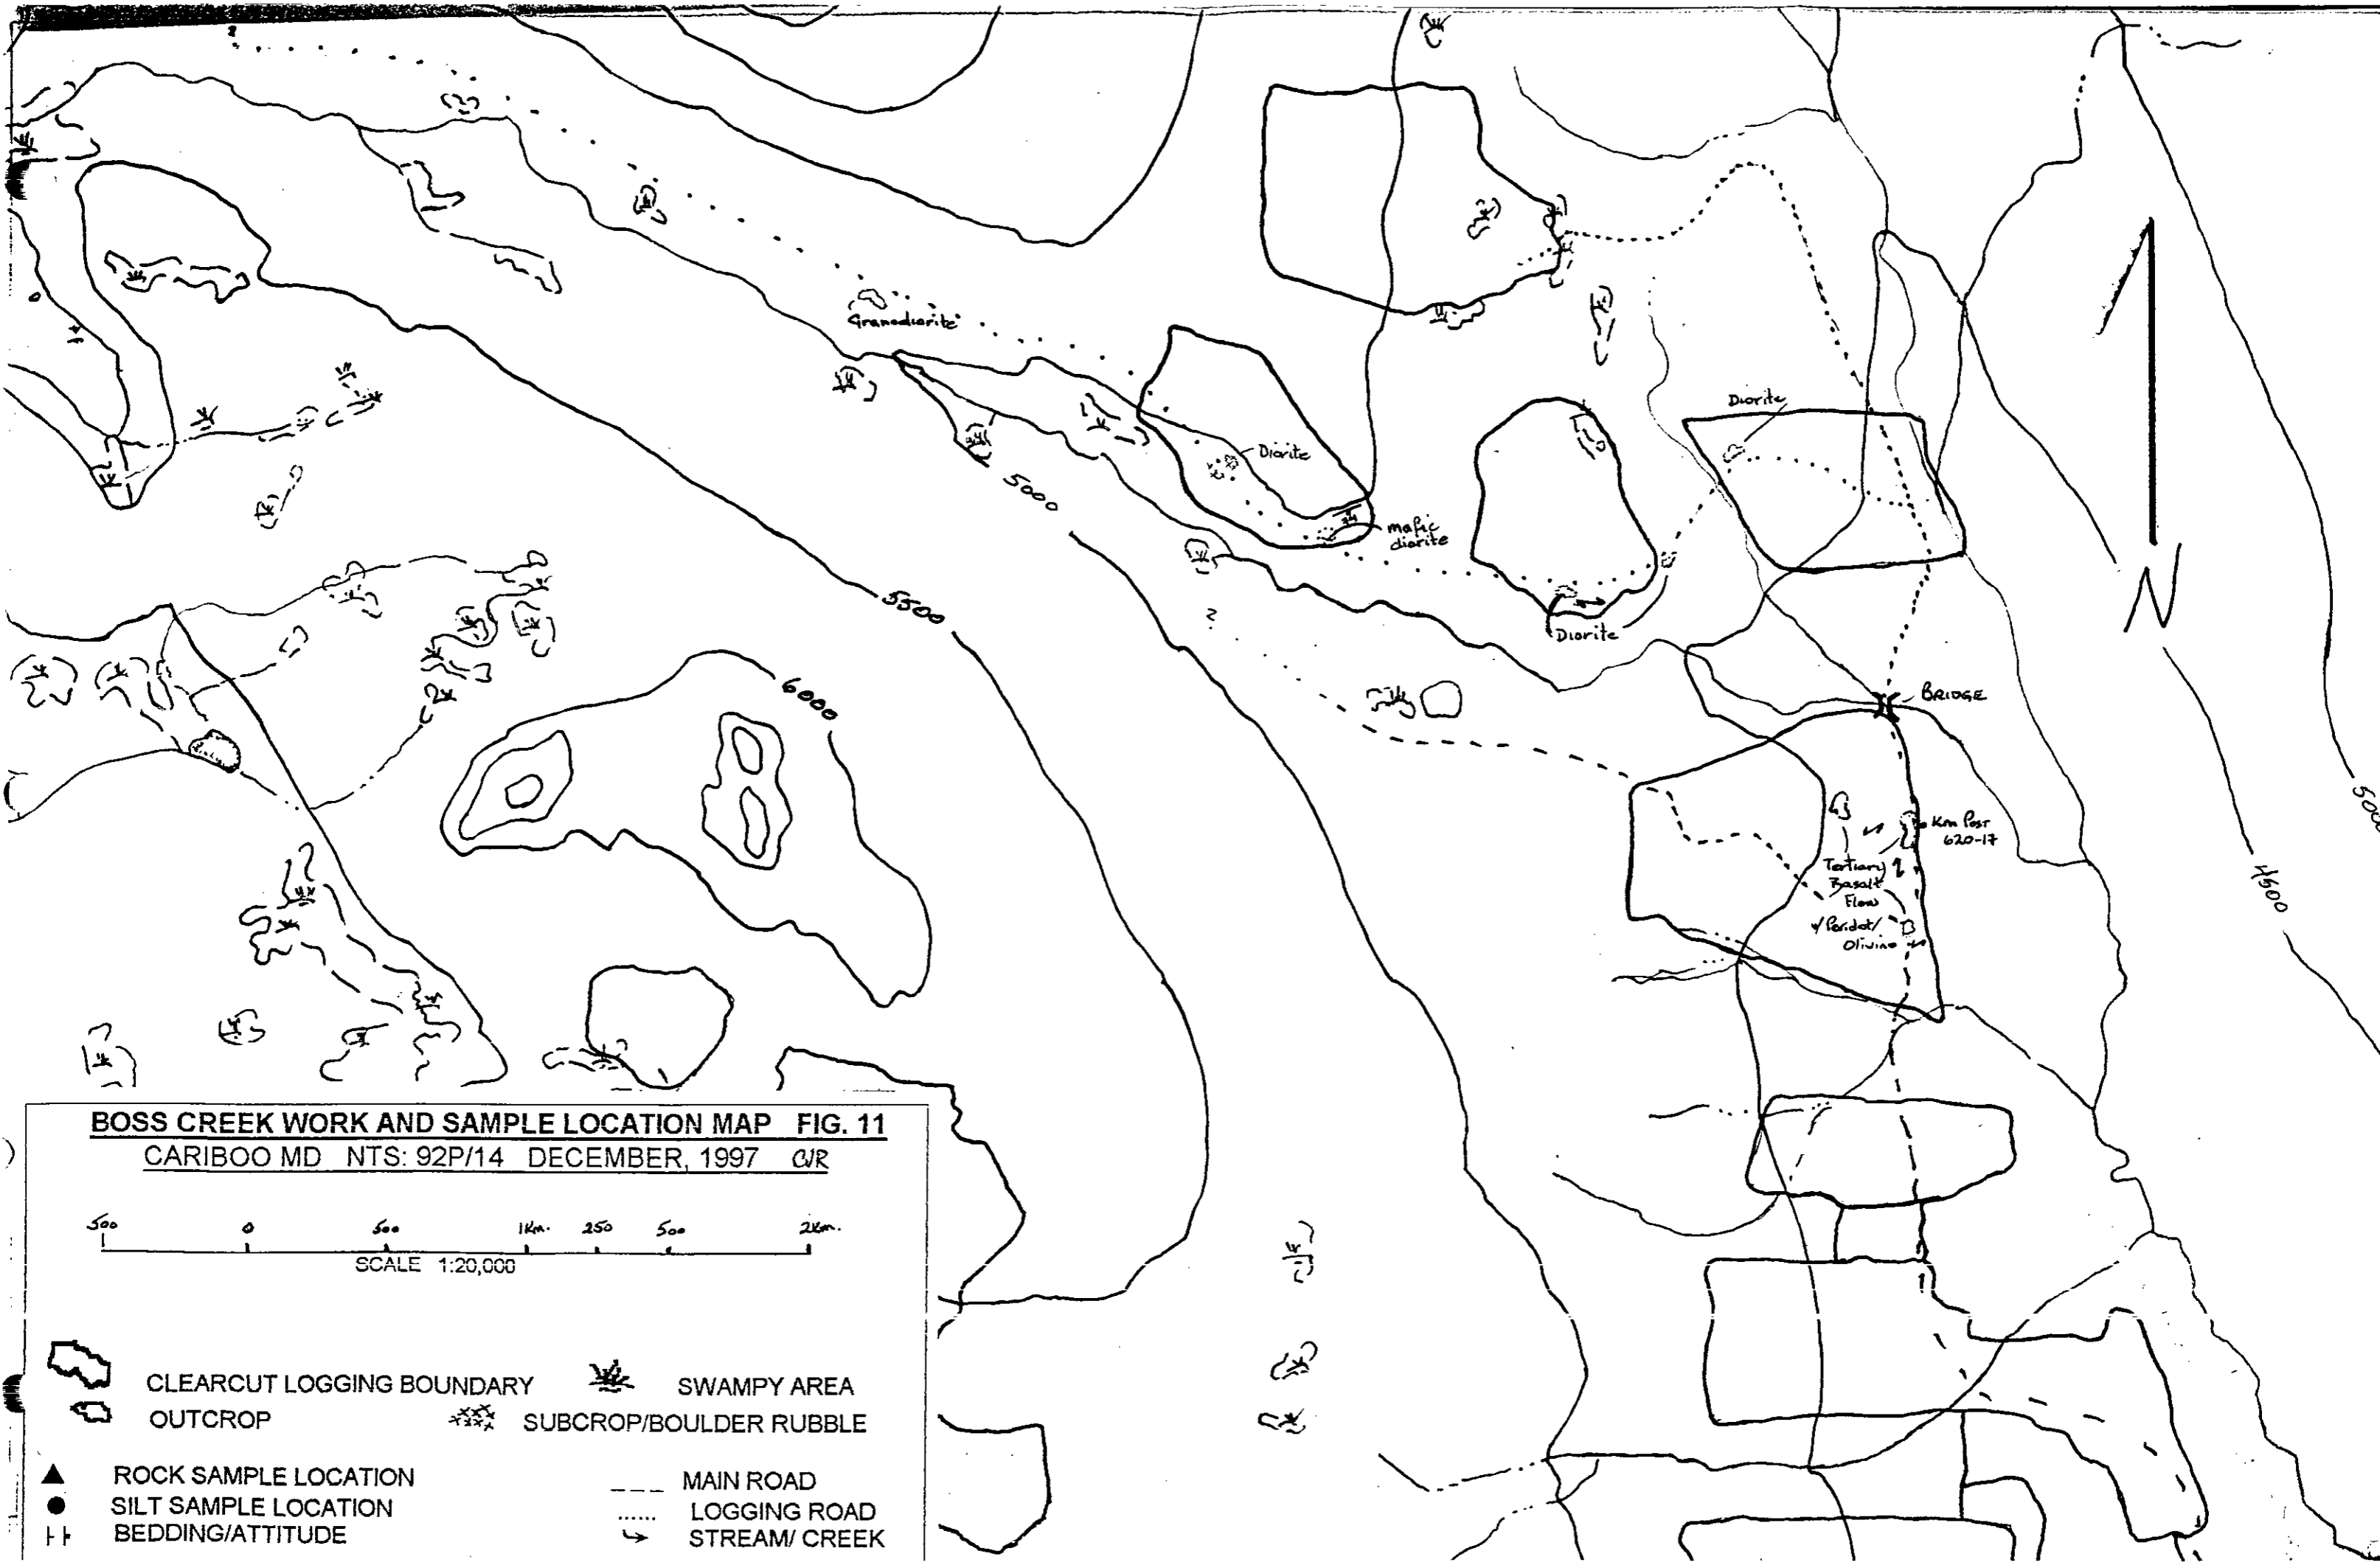 Granodiorite
Diorite
Diorite
5000
mafic
diorite
5500
Diorite
6000
BRIDGE
N
Km Post
620-17
Tertiary
Basalt
Flow
w/ Peridot/
Olivine
5000
4500
BOSS CREEK WORK AND SAMPLE LOCATION MAP FIG. 11
CARIBOO MD NTS: 92P/14 DECEMBER, 1997 CJR
500 0 500 1Km. 250 500 2Km.
SCALE 1:20,000
CLEARCUT LOGGING BOUNDARY SWAMPY AREA
OUTCROP SUBCROP/BOULDER RUBBLE
ROCK SAMPLE LOCATION MAIN ROAD
SILT SAMPLE LOCATION LOGGING ROAD
BEDDING/ATTITUDE STREAM/ CREEK